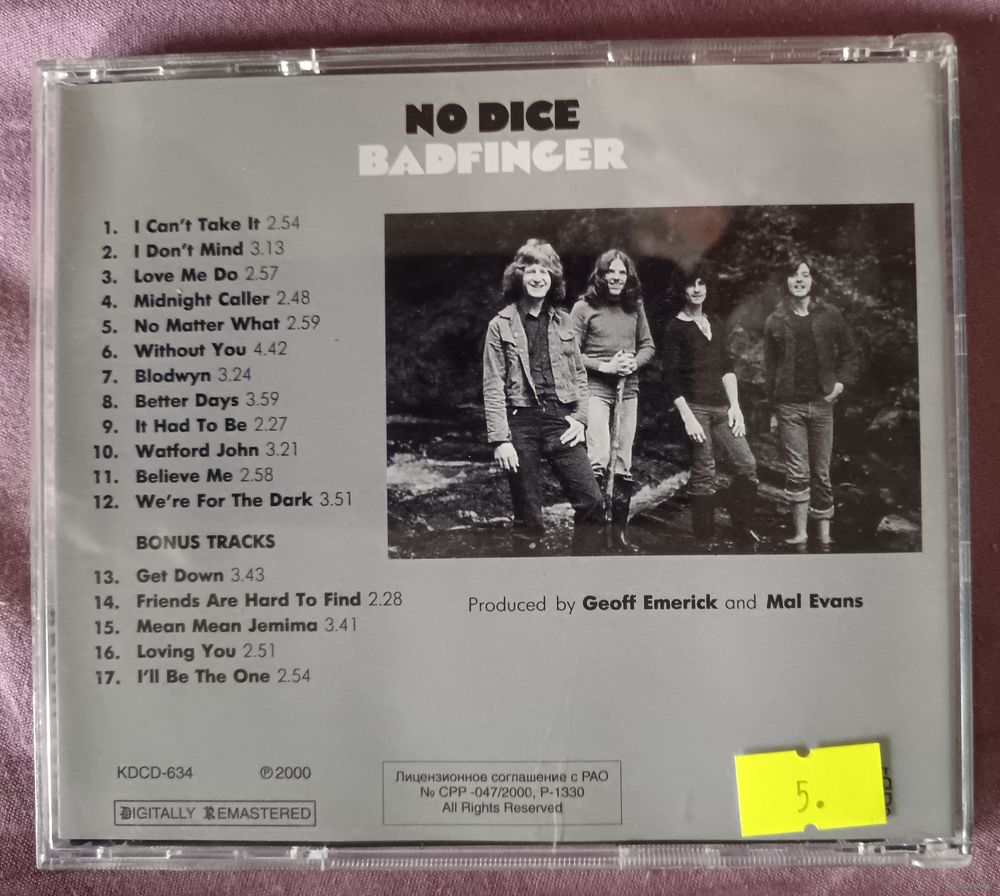 NO DICE
BADFINGER
1. I Can't Take It 2.54
2. I Don't Mind 3.13
3. Love Me Do 2.57
4. Midnight Caller 2.48
5. No Matter What 2.59
6. Without You 4.42
7. Blodwyn 3.24
8. Better Days 3.59
9. It Had To Be 2.27
10. Watford John 3.21
11. Believe Me 2.58
12. We're For The Dark 3.51
BONUS TRACKS
13. Get Down 3.43
14. Friends Are Hard To Find 2.28
15. Mean Mean Jemima 3.41
16. Loving You 2.51
17. I'll Be The One 2.54
Produced by Geoff Emerick and Mal Evans
KDCD-634 ℗2000
DIGITALLY REMASTERED
Лицензионное соглашение с РАО
№ СРР -047/2000, Р-1330
All Rights Reserved
5.